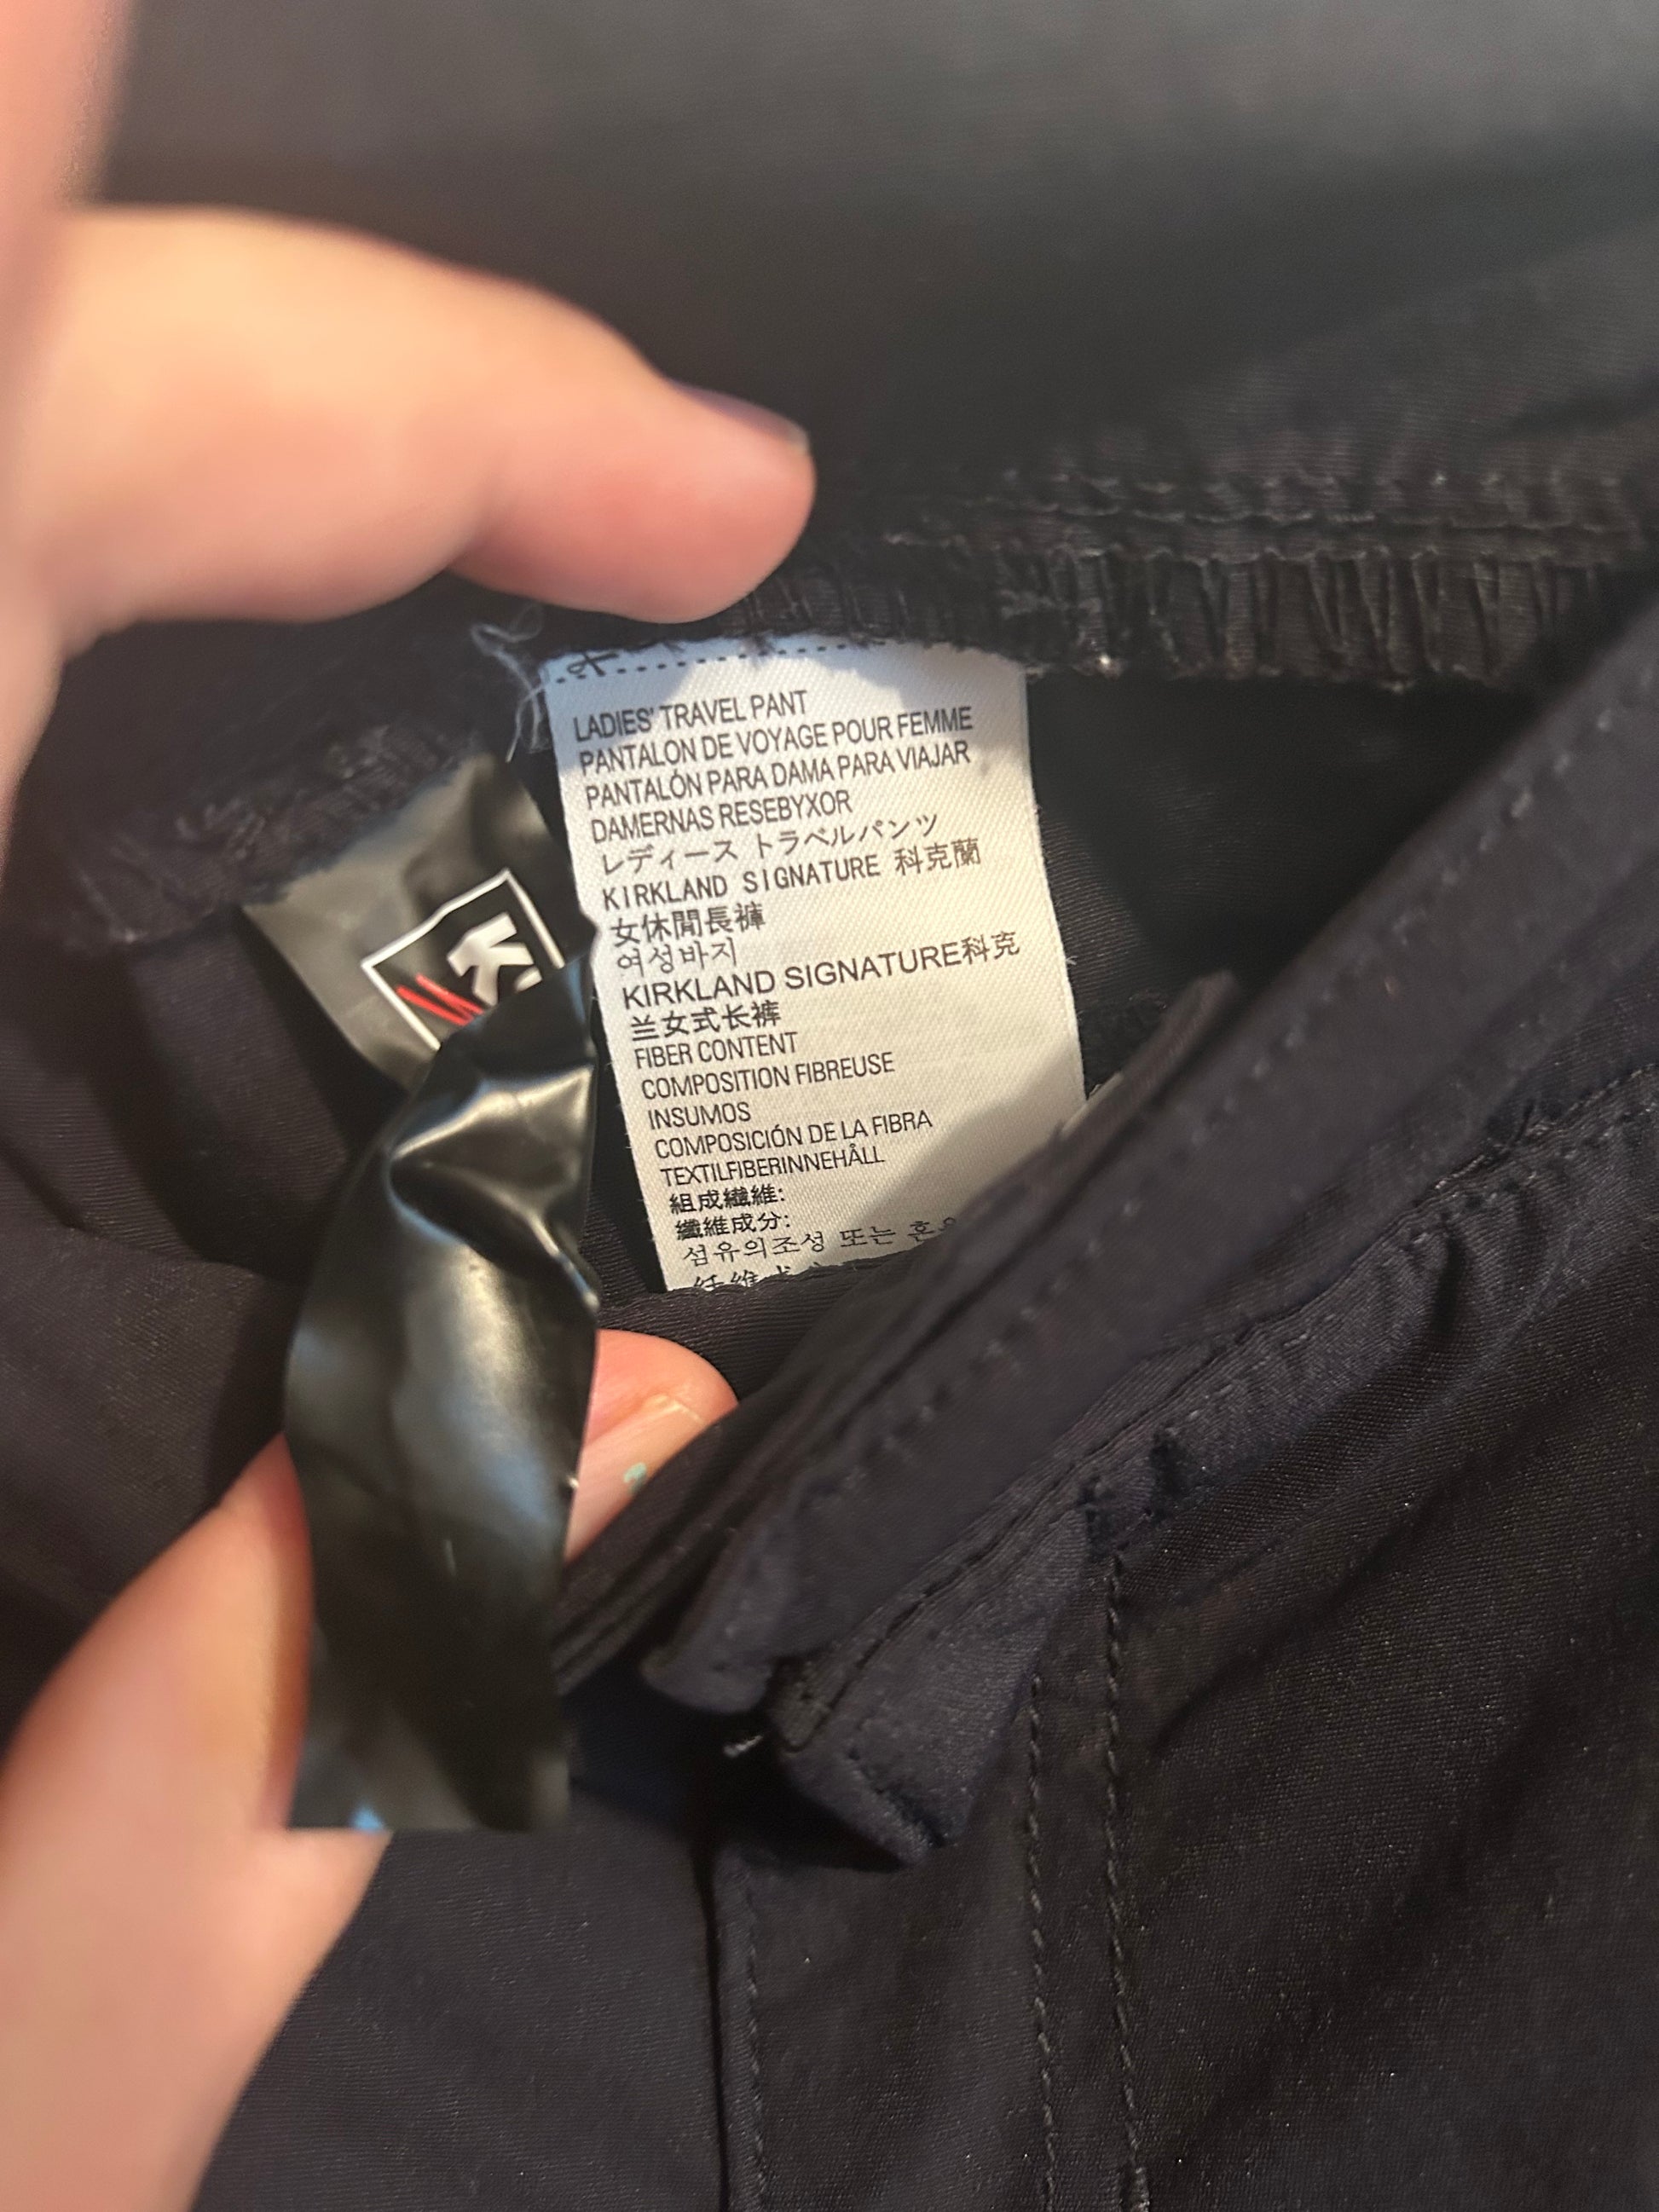 LADIES' TRAVEL PANT
PANTALON DE VOYAGE POUR FEMME
PANTALÓN PARA DAMA PARA VIAJAR
DAMERNAS RESEBYXOR
レディース トラベルパンツ
KIRKLAND SIGNATURE 科克蘭
女休閒長褲
여성바지
KIRKLAND SIGNATURE科克
兰女式长裤
FIBER CONTENT
COMPOSITION FIBREUSE
INSUMOS
COMPOSICIÓN DE LA FIBRA
TEXTILFIBERINNEHÅLL
組成繊維:
纖維成分:
섬유의조성 또는
K